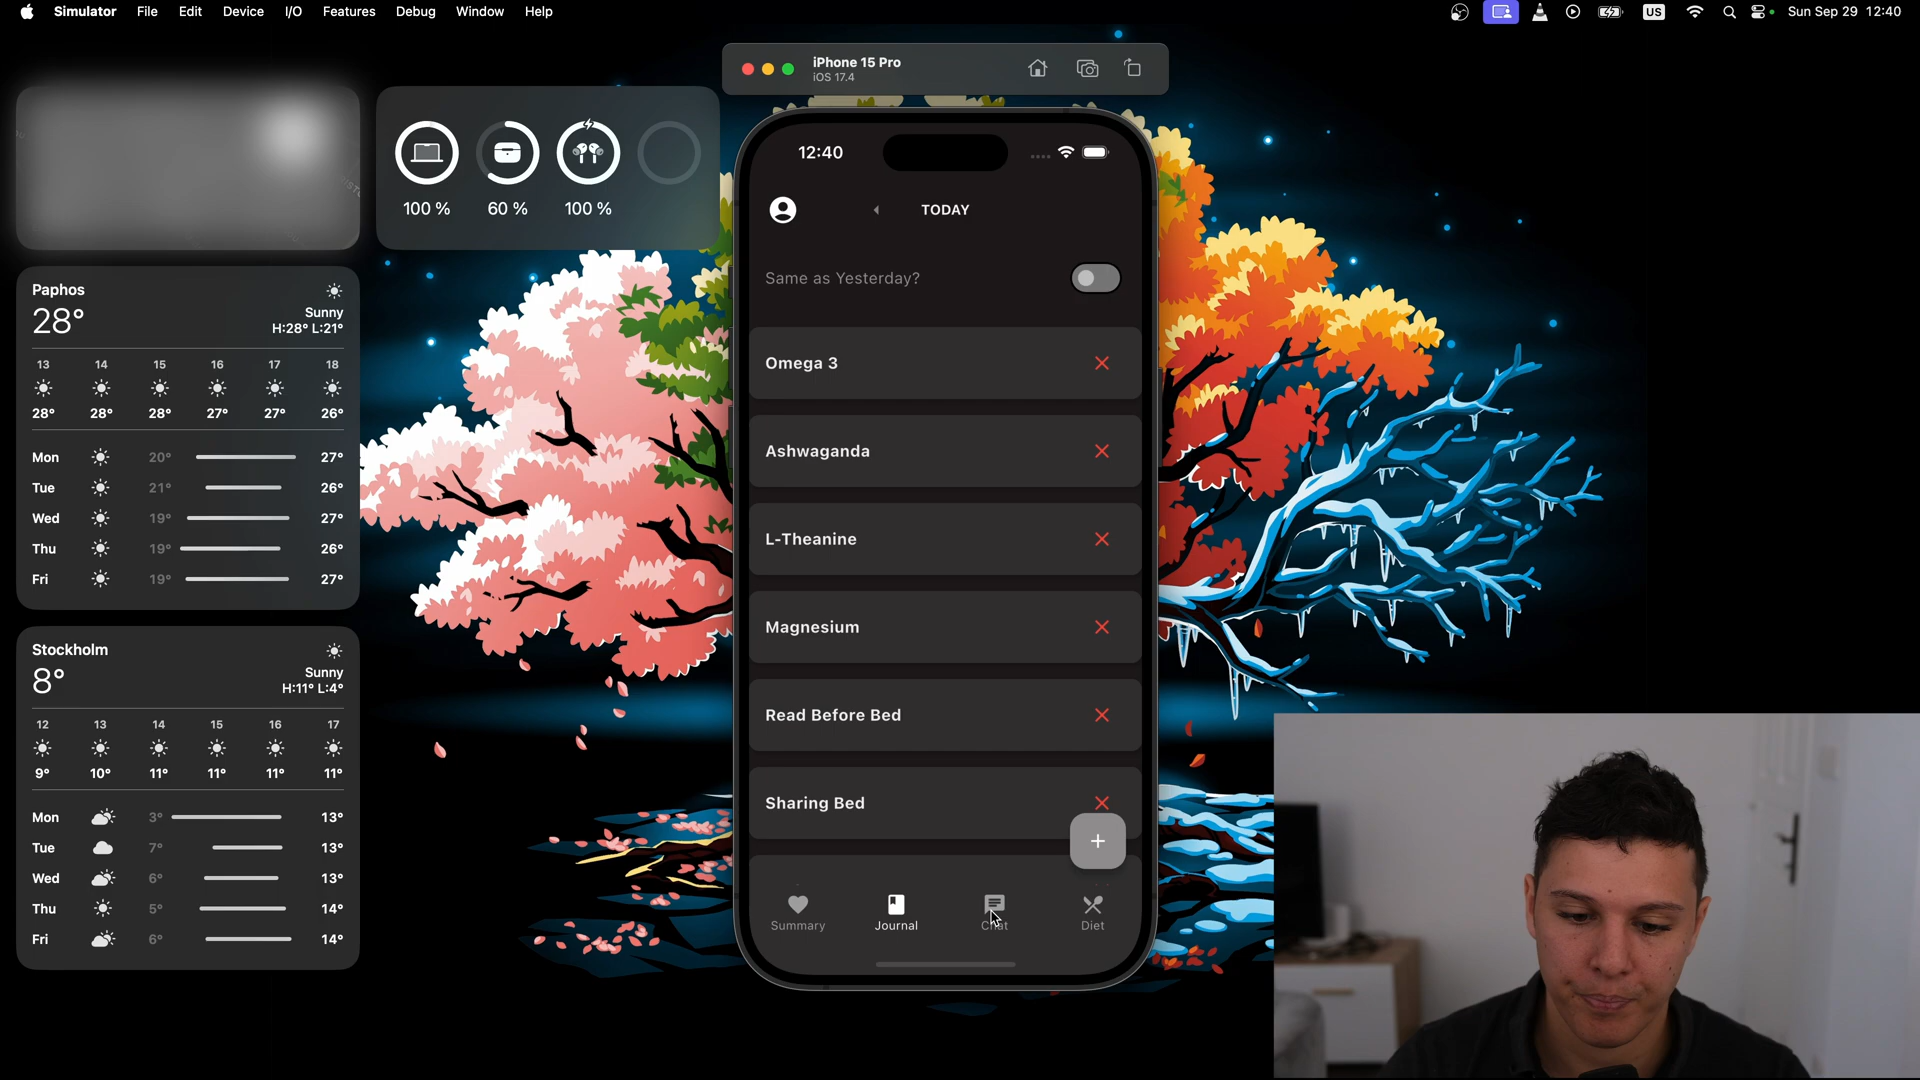 Simulator File Edit Device I/O Features Debug Window Help
US Sun Sep 29 12:40
100 % 60 % 100 %
Paphos
28°
Sunny
H:28° L:21°
13 14 15 16 17 18
28° 28° 28° 27° 27° 26°
Mon 20° 27°
Tue 21° 26°
Wed 19° 27°
Thu 19° 26°
Fri 19° 27°
Stockholm
8°
Sunny
H:11° L:4°
12 13 14 15 16 17
9° 10° 11° 11° 11° 11°
Mon 3° 13°
Tue 7° 13°
Wed 6° 13°
Thu 5° 14°
Fri 6° 14°
iPhone 15 Pro
iOS 17.4
12:40
TODAY
Same as Yesterday?
Omega 3
Ashwaganda
L-Theanine
Magnesium
Read Before Bed
Sharing Bed
+
Summary Journal Chat Diet